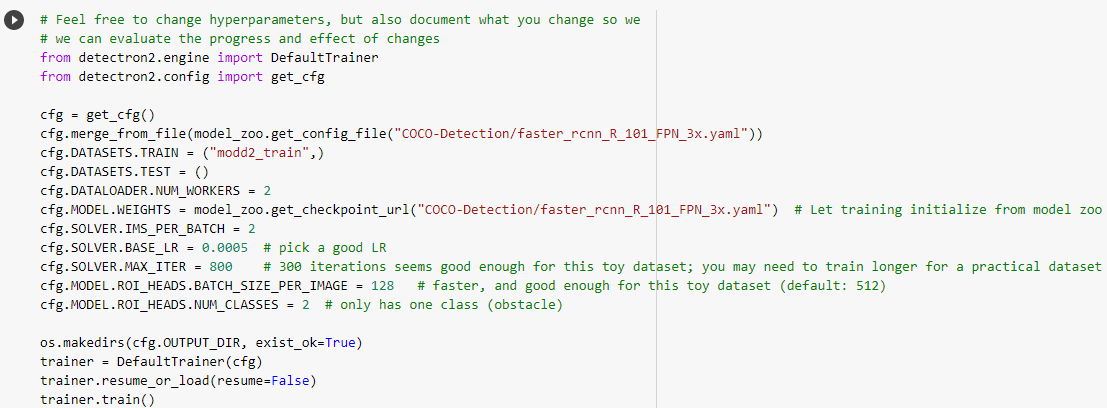 # Feel free to change hyperparameters, but also document what you change so we
# we can evaluate the progress and effect of changes
from detectron2.engine import DefaultTrainer
from detectron2.config import get_cfg
cfg = get_cfg()
cfg.merge_from_file(model_zoo.get_config_file("COCO-Detection/faster_rcnn_R_101_FPN_3x.yaml"))
cfg.DATASETS.TRAIN = ("modd2_train",)
cfg.DATASETS.TEST = ()
cfg.DATALOADER.NUM_WORKERS = 2
cfg.MODEL.WEIGHTS = model_zoo.get_checkpoint_url("COCO-Detection/faster_rcnn_R_101_FPN_3x.yaml")  # Let training initialize from model zoo
cfg.SOLVER.IMS_PER_BATCH = 2
cfg.SOLVER.BASE_LR = 0.0005  # pick a good LR
cfg.SOLVER.MAX_ITER = 800    # 300 iterations seems good enough for this toy dataset; you may need to train longer for a practical dataset
cfg.MODEL.ROI_HEADS.BATCH_SIZE_PER_IMAGE = 128   # faster, and good enough for this toy dataset (default: 512)
cfg.MODEL.ROI_HEADS.NUM_CLASSES = 2  # only has one class (obstacle)
os.makedirs(cfg.OUTPUT_DIR, exist_ok=True)
trainer = DefaultTrainer(cfg)
trainer.resume_or_load(resume=False)
trainer.train()